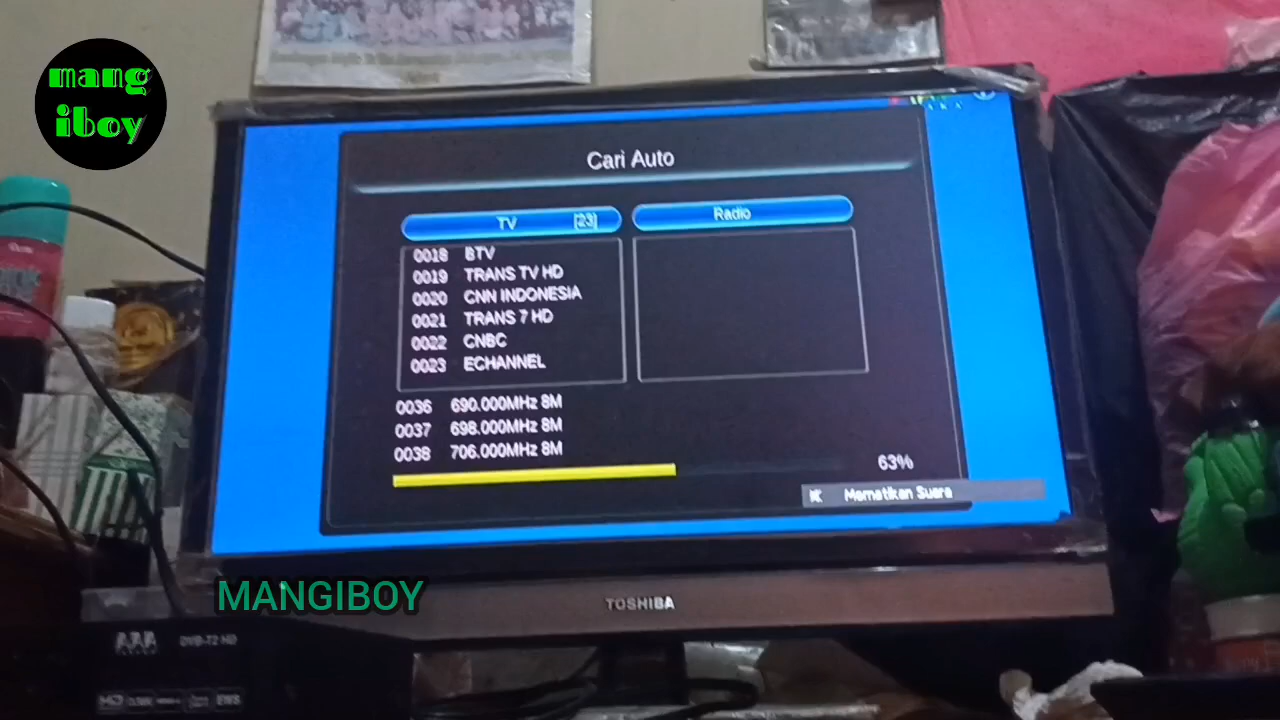 mang
iboy
Cari Auto
TV [23] Radio
0018 BTV
0019 TRANS TV HD
0020 CNN INDONESIA
0021 TRANS 7 HD
0022 CNBC
0023 ECHANNEL
0036 690.000MHz 8M
0037 698.000MHz 8M
0038 706.000MHz 8M
63%
Mematikan Suara
MANGIBOY
TOSHIBA
DVB-T2 HD
EWS